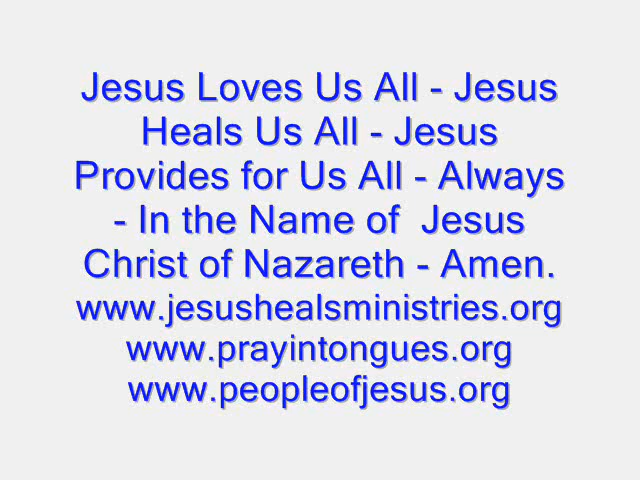 Jesus Loves Us All - Jesus
Heals Us All - Jesus
Provides for Us All - Always
- In the Name of  Jesus
Christ of Nazareth - Amen.
www.jesushealsministries.org
www.prayintongues.org
www.peopleofjesus.org